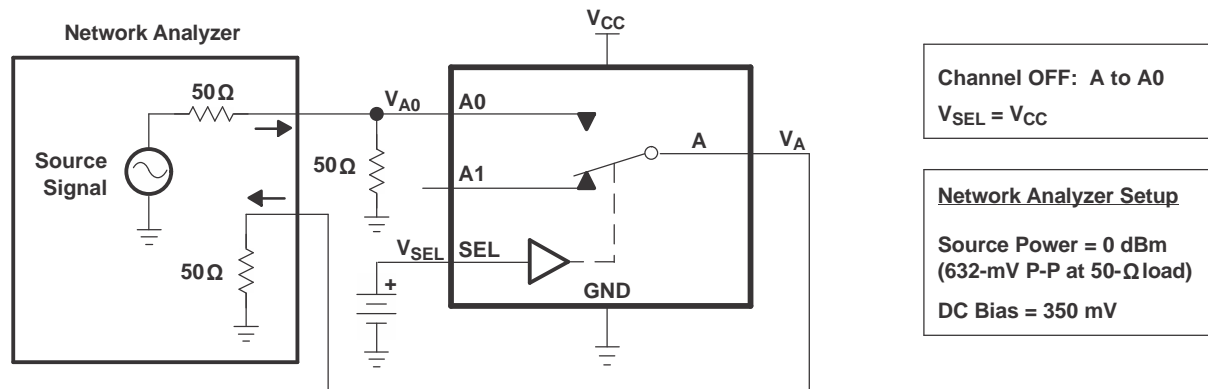 Network Analyzer
50Ω
Source
Signal
50Ω
VA0
50Ω
VCC
A0
A1
A
VA
VSEL
SEL
+
GND
Channel OFF: A to A0
VSEL = VCC
Network Analyzer Setup
Source Power = 0 dBm
(632-mV P-P at 50-Ω load)
DC Bias = 350 mV